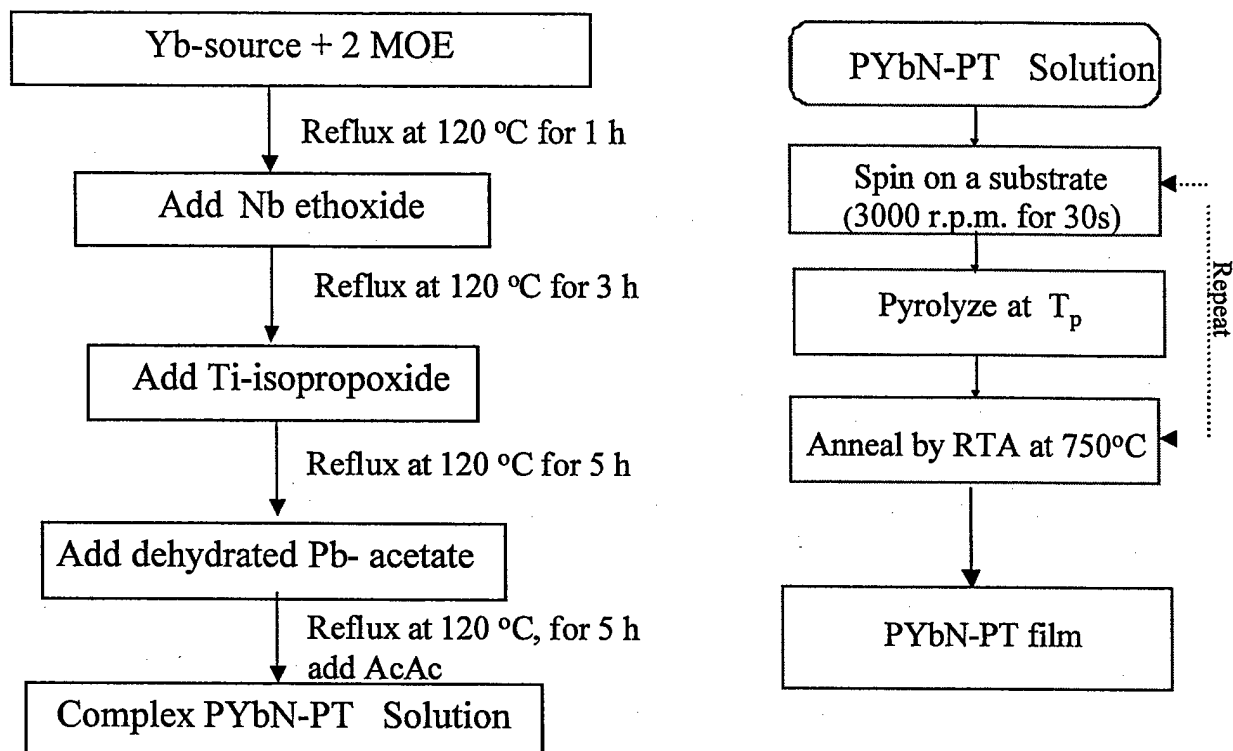 Yb-source + 2 MOE
Reflux at 120 °C for 1 h
Add Nb ethoxide
Reflux at 120 °C for 3 h
Add Ti-isopropoxide
Reflux at 120 °C for 5 h
Add dehydrated Pb- acetate
Reflux at 120 °C, for 5 h
add AcAc
Complex PYbN-PT Solution
PYbN-PT Solution
Spin on a substrate
(3000 r.p.m. for 30s)
Pyrolyze at Tₚ
Anneal by RTA at 750°C
Repeat
PYbN-PT film